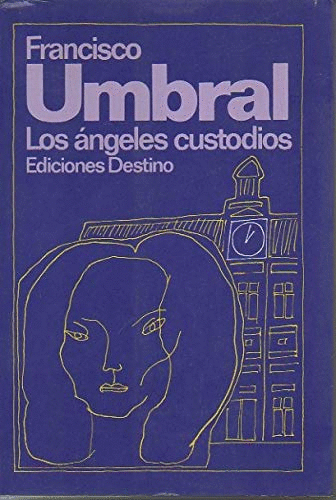 Francisco
Umbral
Los ángeles custodios
Ediciones Destino